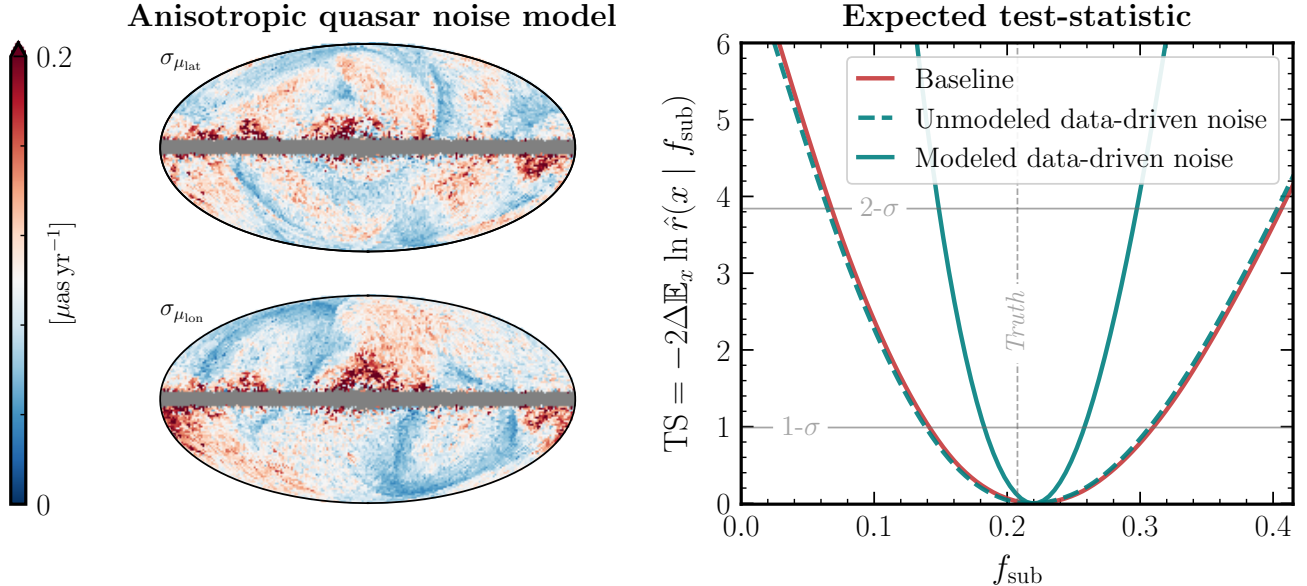 Anisotropic quasar noise model
0.2
[μas yr⁻¹]
0
σ_{μ_lat}
σ_{μ_lon}
Expected test-statistic
Baseline
Unmodeled data-driven noise
Modeled data-driven noise
2-σ
1-σ
Truth
TS = −2Δ𝔼_x ln r̂(x | f_sub)
6
5
4
3
2
1
0
0.0 0.1 0.2 0.3 0.4
f_sub